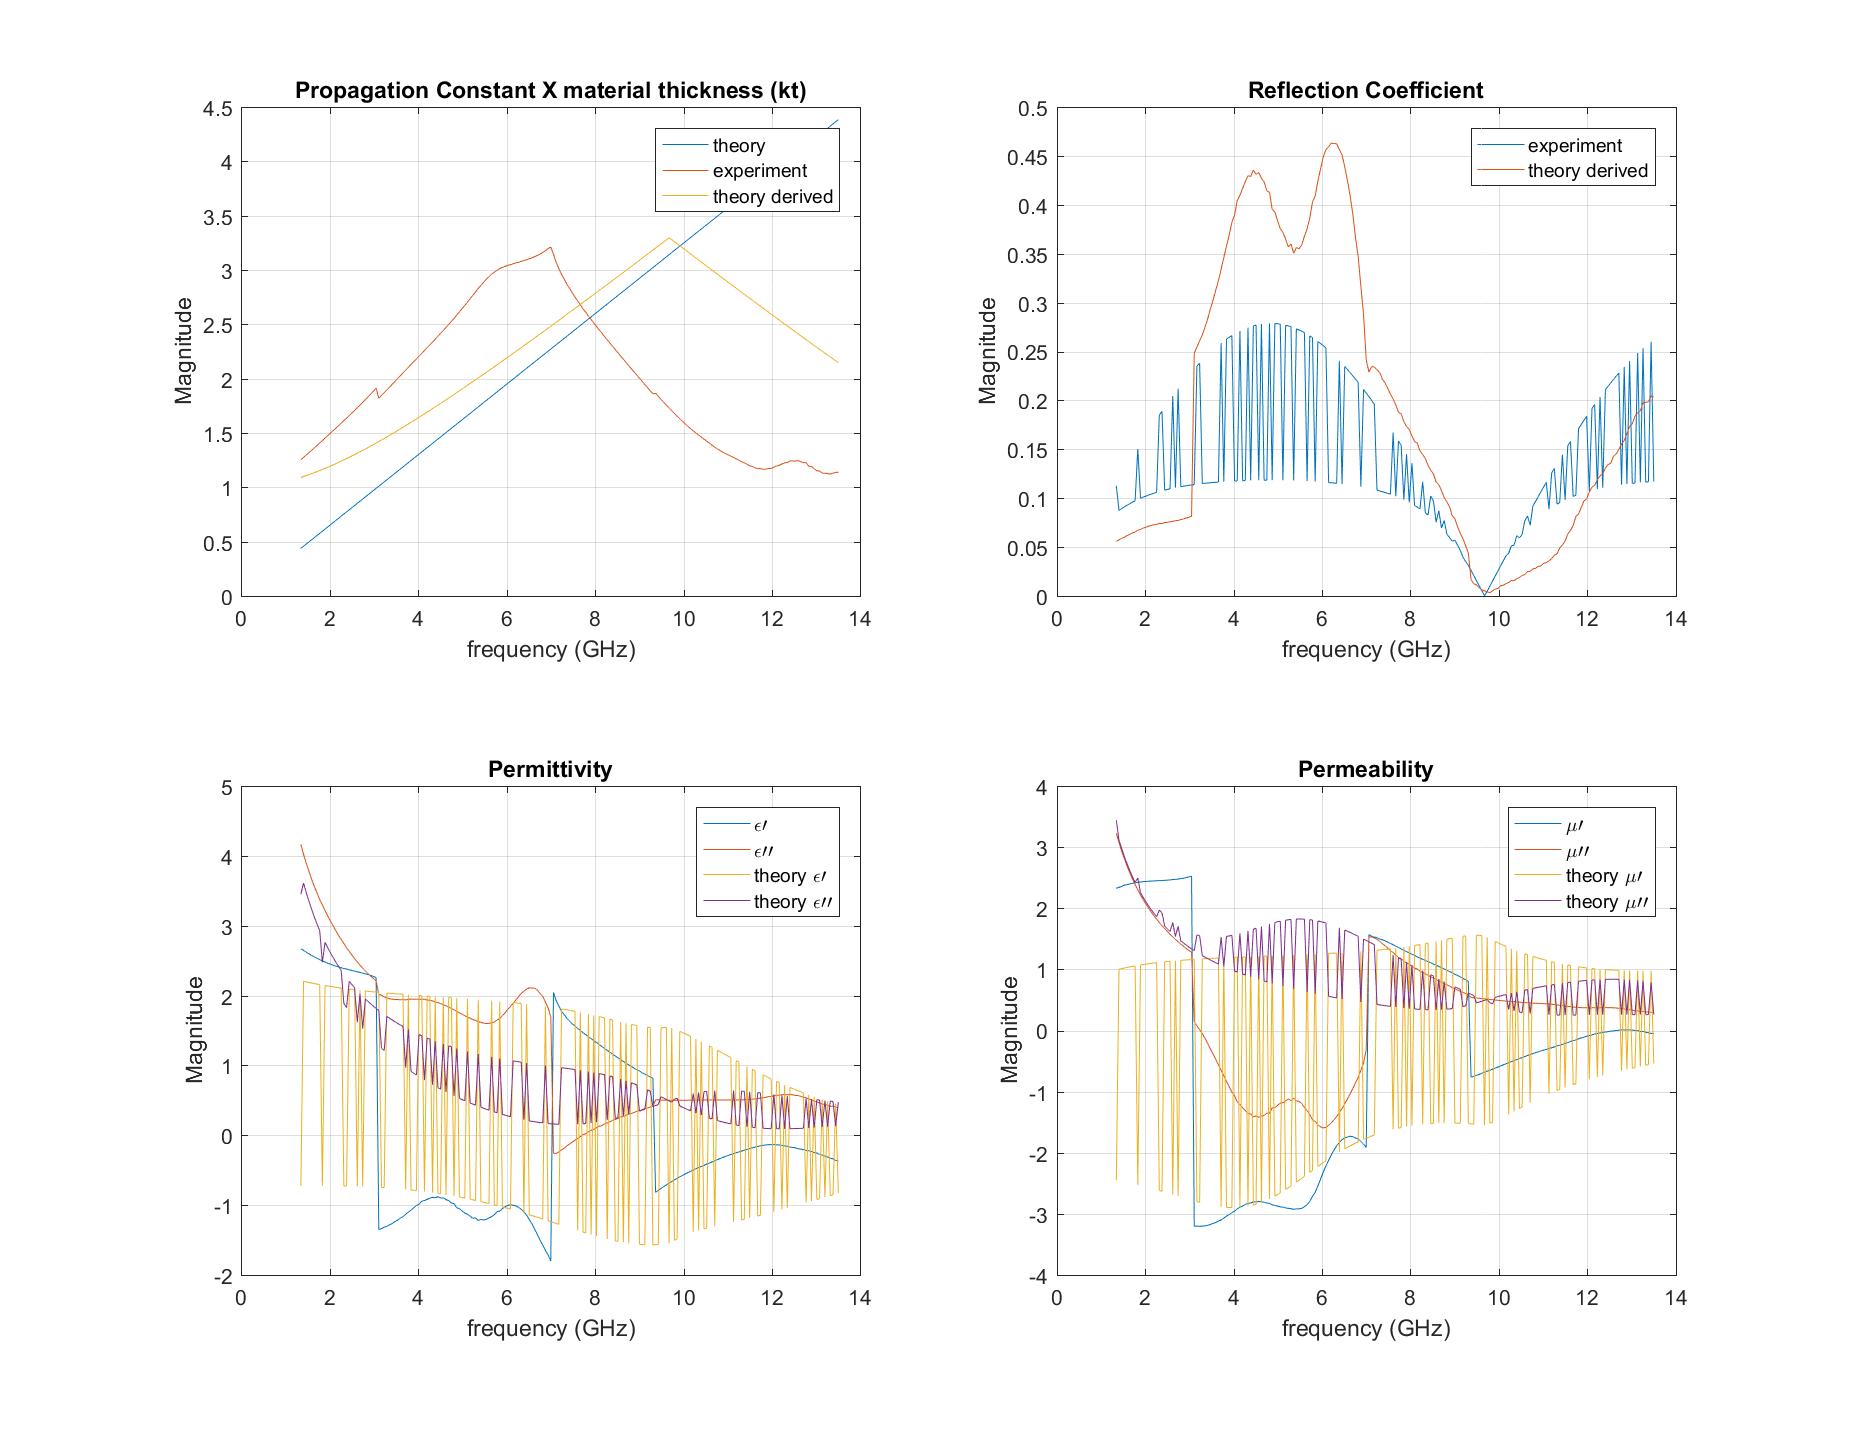 Propagation Constant X material thickness (kt)
4.5
4
3.5
3
2.5
2
1.5
1
0.5
0
Magnitude
theory
experiment
theory derived
0 2 4 6 8 10 12 14
frequency (GHz)
Reflection Coefficient
0.5
0.45
0.4
0.35
0.3
0.25
0.2
0.15
0.1
0.05
0
Magnitude
experiment
theory derived
0 2 4 6 8 10 12 14
frequency (GHz)
Permittivity
5
4
3
2
1
0
-1
-2
Magnitude
ϵ′
ϵ′′
theory ϵ′
theory ϵ′′
0 2 4 6 8 10 12 14
frequency (GHz)
Permeability
4
3
2
1
0
-1
-2
-3
-4
Magnitude
μ′
μ′′
theory μ′
theory μ′′
0 2 4 6 8 10 12 14
frequency (GHz)